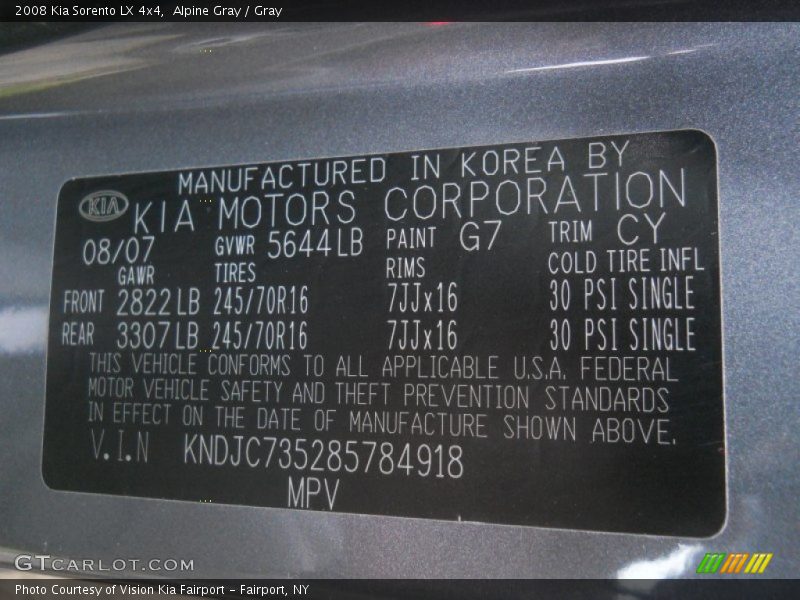 2008 Kia Sorento LX 4x4,  Alpine Gray / Gray
MANUFACTURED IN KOREA BY
KIA KIA MOTORS CORPORATION
08/07 GVWR 5644LB PAINT G7 TRIM CY
GAWR TIRES RIMS COLD TIRE INFL
FRONT 2822LB 245/70R16 7JJx16 30 PSI SINGLE
REAR 3307LB 245/70R16 7JJx16 30 PSI SINGLE
THIS VEHICLE CONFORMS TO ALL APPLICABLE U.S.A. FEDERAL
MOTOR VEHICLE SAFETY AND THEFT PREVENTION STANDARDS
IN EFFECT ON THE DATE OF MANUFACTURE SHOWN ABOVE.
V.I.N KNDJC735285784918
MPV
GTCARLOT.COM
Photo Courtesy of Vision Kia Fairport - Fairport, NY